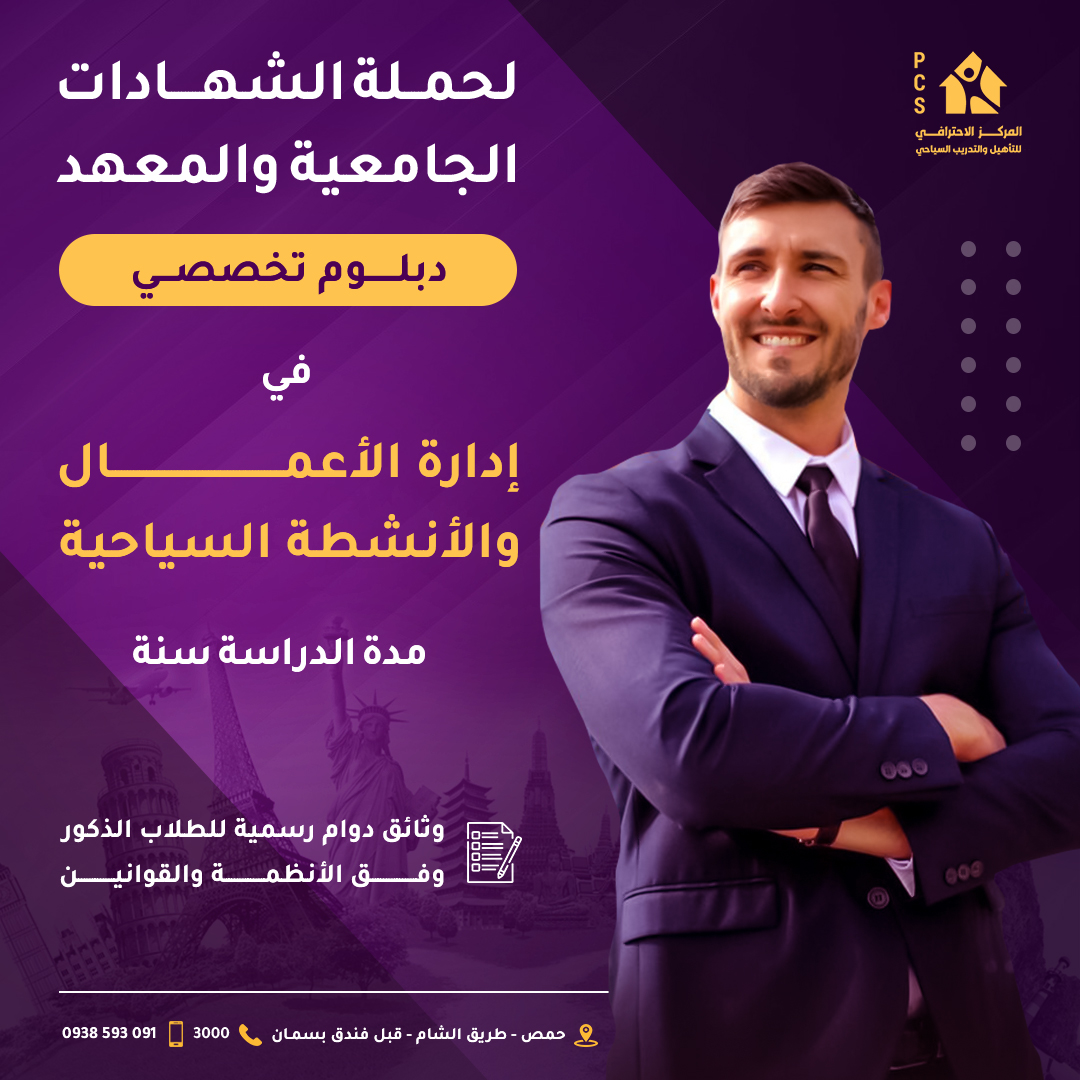 PCS
المركز الاحترافي
للتأهيل والتدريب السياحي
لحملة الشهادات
الجامعية والمعهد
دبلوم تخصصي
في
إدارة الأعمال
والأنشطة السياحية
مدة الدراسة سنة
وثائق دوام رسمية للطلاب الذكور
وفق الأنظمة والقوانين
حمص - طريق الشام - قبل فندق بسمان 3000 0938 593 091